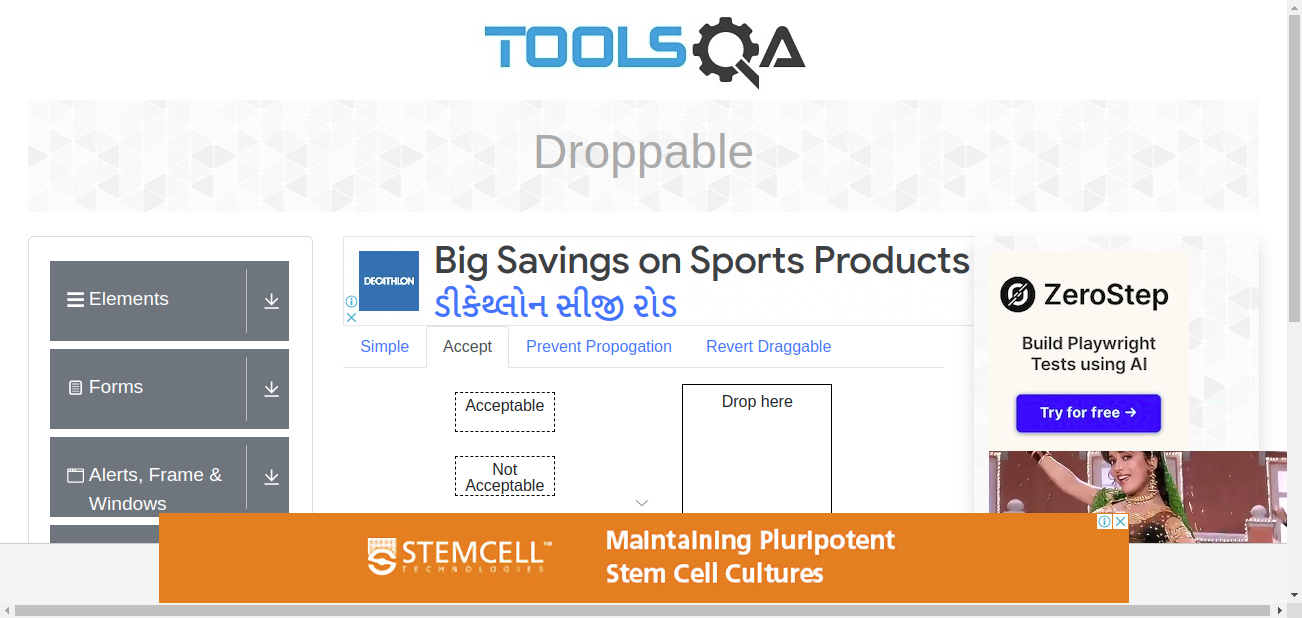 TOOLSQA
Droppable
Elements
Forms
Alerts, Frame &
Windows
DECATHLON
Big Savings on Sports Products
ડીકેથ્લોન સીજી રોડ
Simple
Accept
Prevent Propogation
Revert Draggable
Acceptable
Not
Acceptable
Drop here
ZeroStep
Build Playwright
Tests using AI
Try for free →
STEMCELL™
TECHNOLOGIES
Maintaining Pluripotent
Stem Cell Cultures